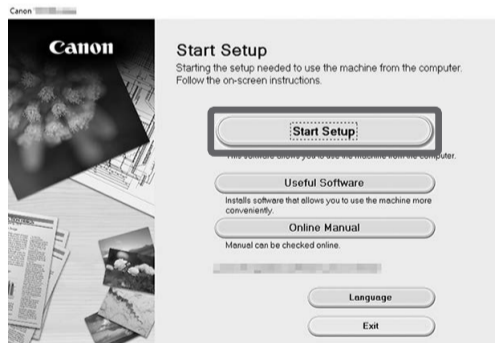 Canon
Canon
Start Setup
Starting the setup needed to use the machine from the computer.
Follow the on-screen instructions.
Start Setup
This software allows you to use the machine from the computer.
Useful Software
Installs software that allows you to use the machine more
conveniently.
Online Manual
Manual can be checked online.
Language
Exit